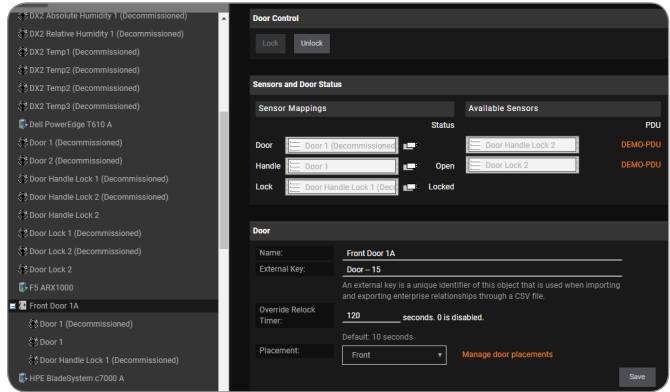 DX2 Absolute Humidity 1 (Decommissioned)
DX2 Relative Humidity 1 (Decommissioned)
DX2 Temp1 (Decommissioned)
DX2 Temp2 (Decommissioned)
DX2 Temp2 (Decommissioned)
DX2 Temp3 (Decommissioned)
Dell PowerEdge T610 A
Door 1 (Decommissioned)
Door 2 (Decommissioned)
Door Handle Lock 1 (Decommissioned)
Door Handle Lock 2 (Decommissioned)
Door Handle Lock 2
Door Lock 1 (Decommissioned)
Door Lock 2 (Decommissioned)
Door Lock 2
F5 ARX1000
Front Door 1A
Door 1 (Decommissioned)
Door 1
Door Handle Lock 1 (Decommissioned)
HPE BladeSystem c7000 A
Door Control
Lock Unlock
Sensors and Door Status
Sensor Mappings
Status
Door Door 1 (Decommissioned)
Handle Door 1 Open
Lock Door Handle Lock 1 (Deco Locked
Available Sensors
PDU
Door Handle Lock 2 DEMO-PDU
Door Lock 2 DEMO-PDU
Door
Name: Front Door 1A
External Key: Door -- 15
An external key is a unique identifier of this object that is used when importing
and exporting enterprise relationships through a CSV file.
Override Relock
Timer: 120 seconds. 0 is disabled.
Default: 10 seconds
Placement: Front Manage door placements
Save